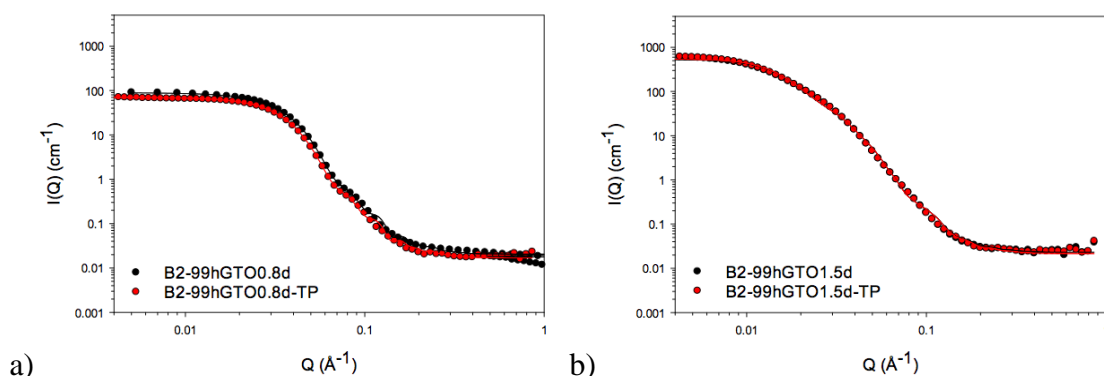 1000
100
10
1
0.1
0.01
0.001
I(Q) (cm⁻¹)
B2-99hGTO0.8d
B2-99hGTO0.8d-TP
0.01
0.1
1
Q (Å⁻¹)
a)
1000
100
10
1
0.1
0.01
0.001
I(Q) (cm⁻¹)
B2-99hGTO1.5d
B2-99hGTO1.5d-TP
0.01
0.1
Q (Å⁻¹)
b)